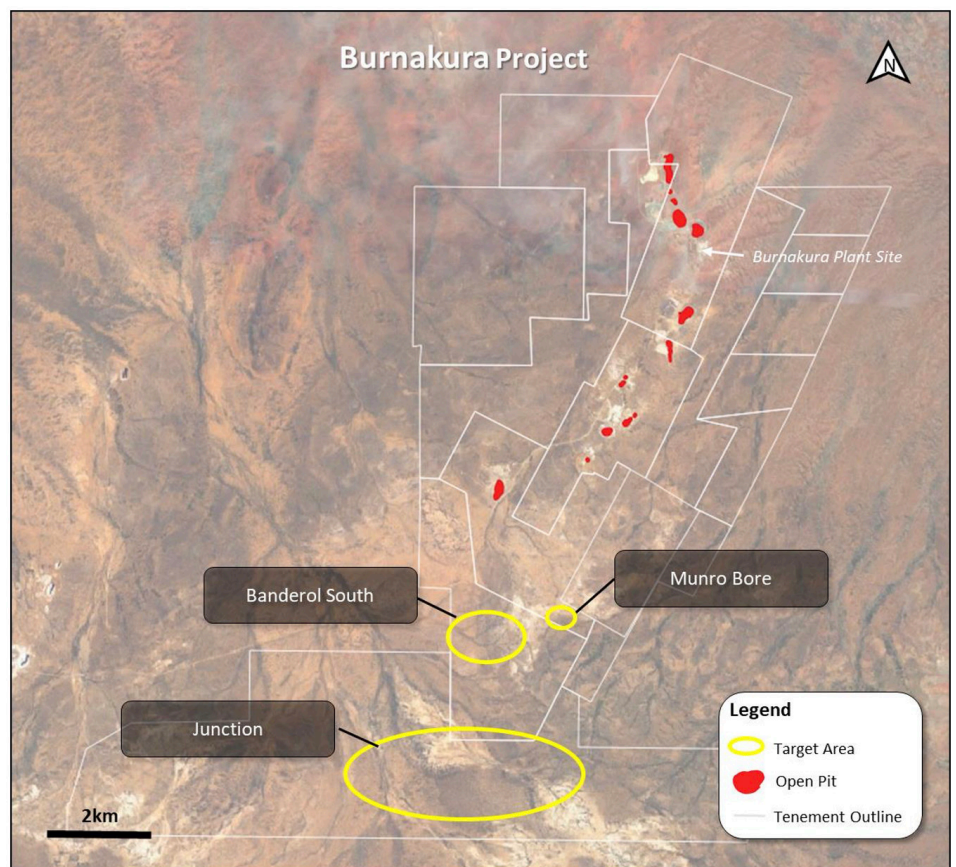 Burnakura Project
N
Burnakura Plant Site
Munro Bore
Banderol South
Junction
Legend
Target Area
Open Pit
Tenement Outline
2km